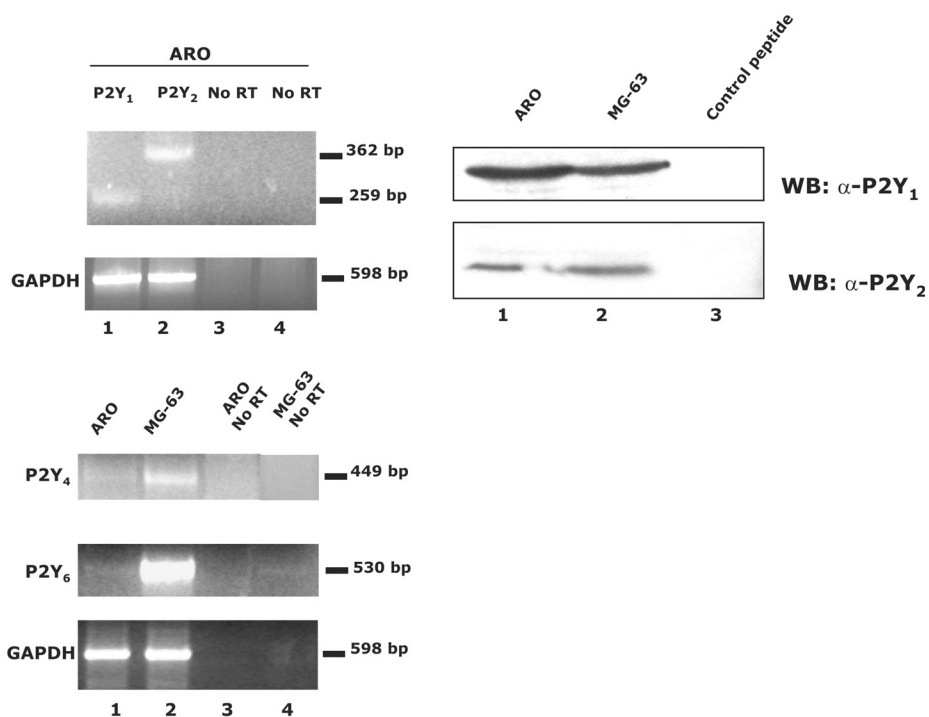 ARO
P2Y1 P2Y2 No RT No RT
362 bp
259 bp
GAPDH 598 bp
1 2 3 4
ARO MG-63 Control peptide
WB: α-P2Y1
WB: α-P2Y2
1 2 3
ARO MG-63 ARO No RT MG-63 No RT
P2Y4 449 bp
P2Y6 530 bp
GAPDH 598 bp
1 2 3 4